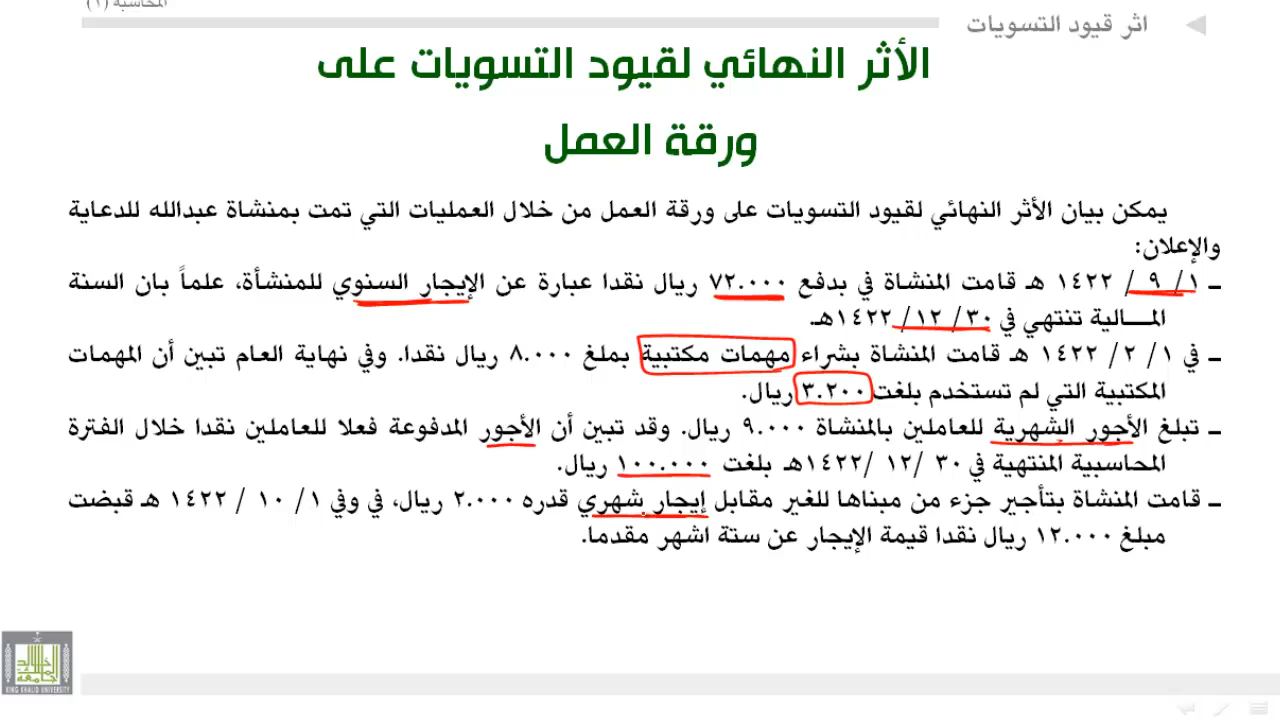 المحاسبة (١)
اثر قيود التسويات
الأثر النهائي لقيود التسويات على
ورقة العمل
يمكن بيان الأثر النهائي لقيود التسويات على ورقة العمل من خلال العمليات التي تمت بمنشاة عبدالله للدعاية
والإعلان:
ـ ١/ ٩ / ١٤٢٢ هـ قامت المنشاة في بدفع ٧٢.٠٠٠ ريال نقدا عبارة عن الإيجار السنوي للمنشأة، علماً بان السنة
المـــالية تنتهي في ٣٠/ ١٢/ ١٤٢٢هـ.
ـ في ١/ ٢/ ١٤٢٢ هـ قامت المنشاة بشراء مهمات مكتبية بملغ ٨.٠٠٠ ريال نقدا. وفي نهاية العام تبين أن المهمات
المكتبية التي لم تستخدم بلغت ٣.٢٠٠ ريال.
ـ تبلغ الأجور الشهرية للعاملين بالمنشاة ٩.٠٠٠ ريال. وقد تبين أن الأجور المدفوعة فعلا للعاملين نقدا خلال الفترة
المحاسبية المنتهية في ٣٠/ ١٢/ ١٤٢٢هـ بلغت ١٠٠.٠٠٠ ريال.
ـ قامت المنشاة بتأجير جزء من مبناها للغير مقابل إيجار شهري قدره ٢.٠٠٠ ريال، في وفي ١/ ١٠ / ١٤٢٢ هـ قبضت
مبلغ ١٢.٠٠٠ ريال نقدا قيمة الإيجار عن ستة اشهر مقدما.
KING KHALID UNIVERSITY